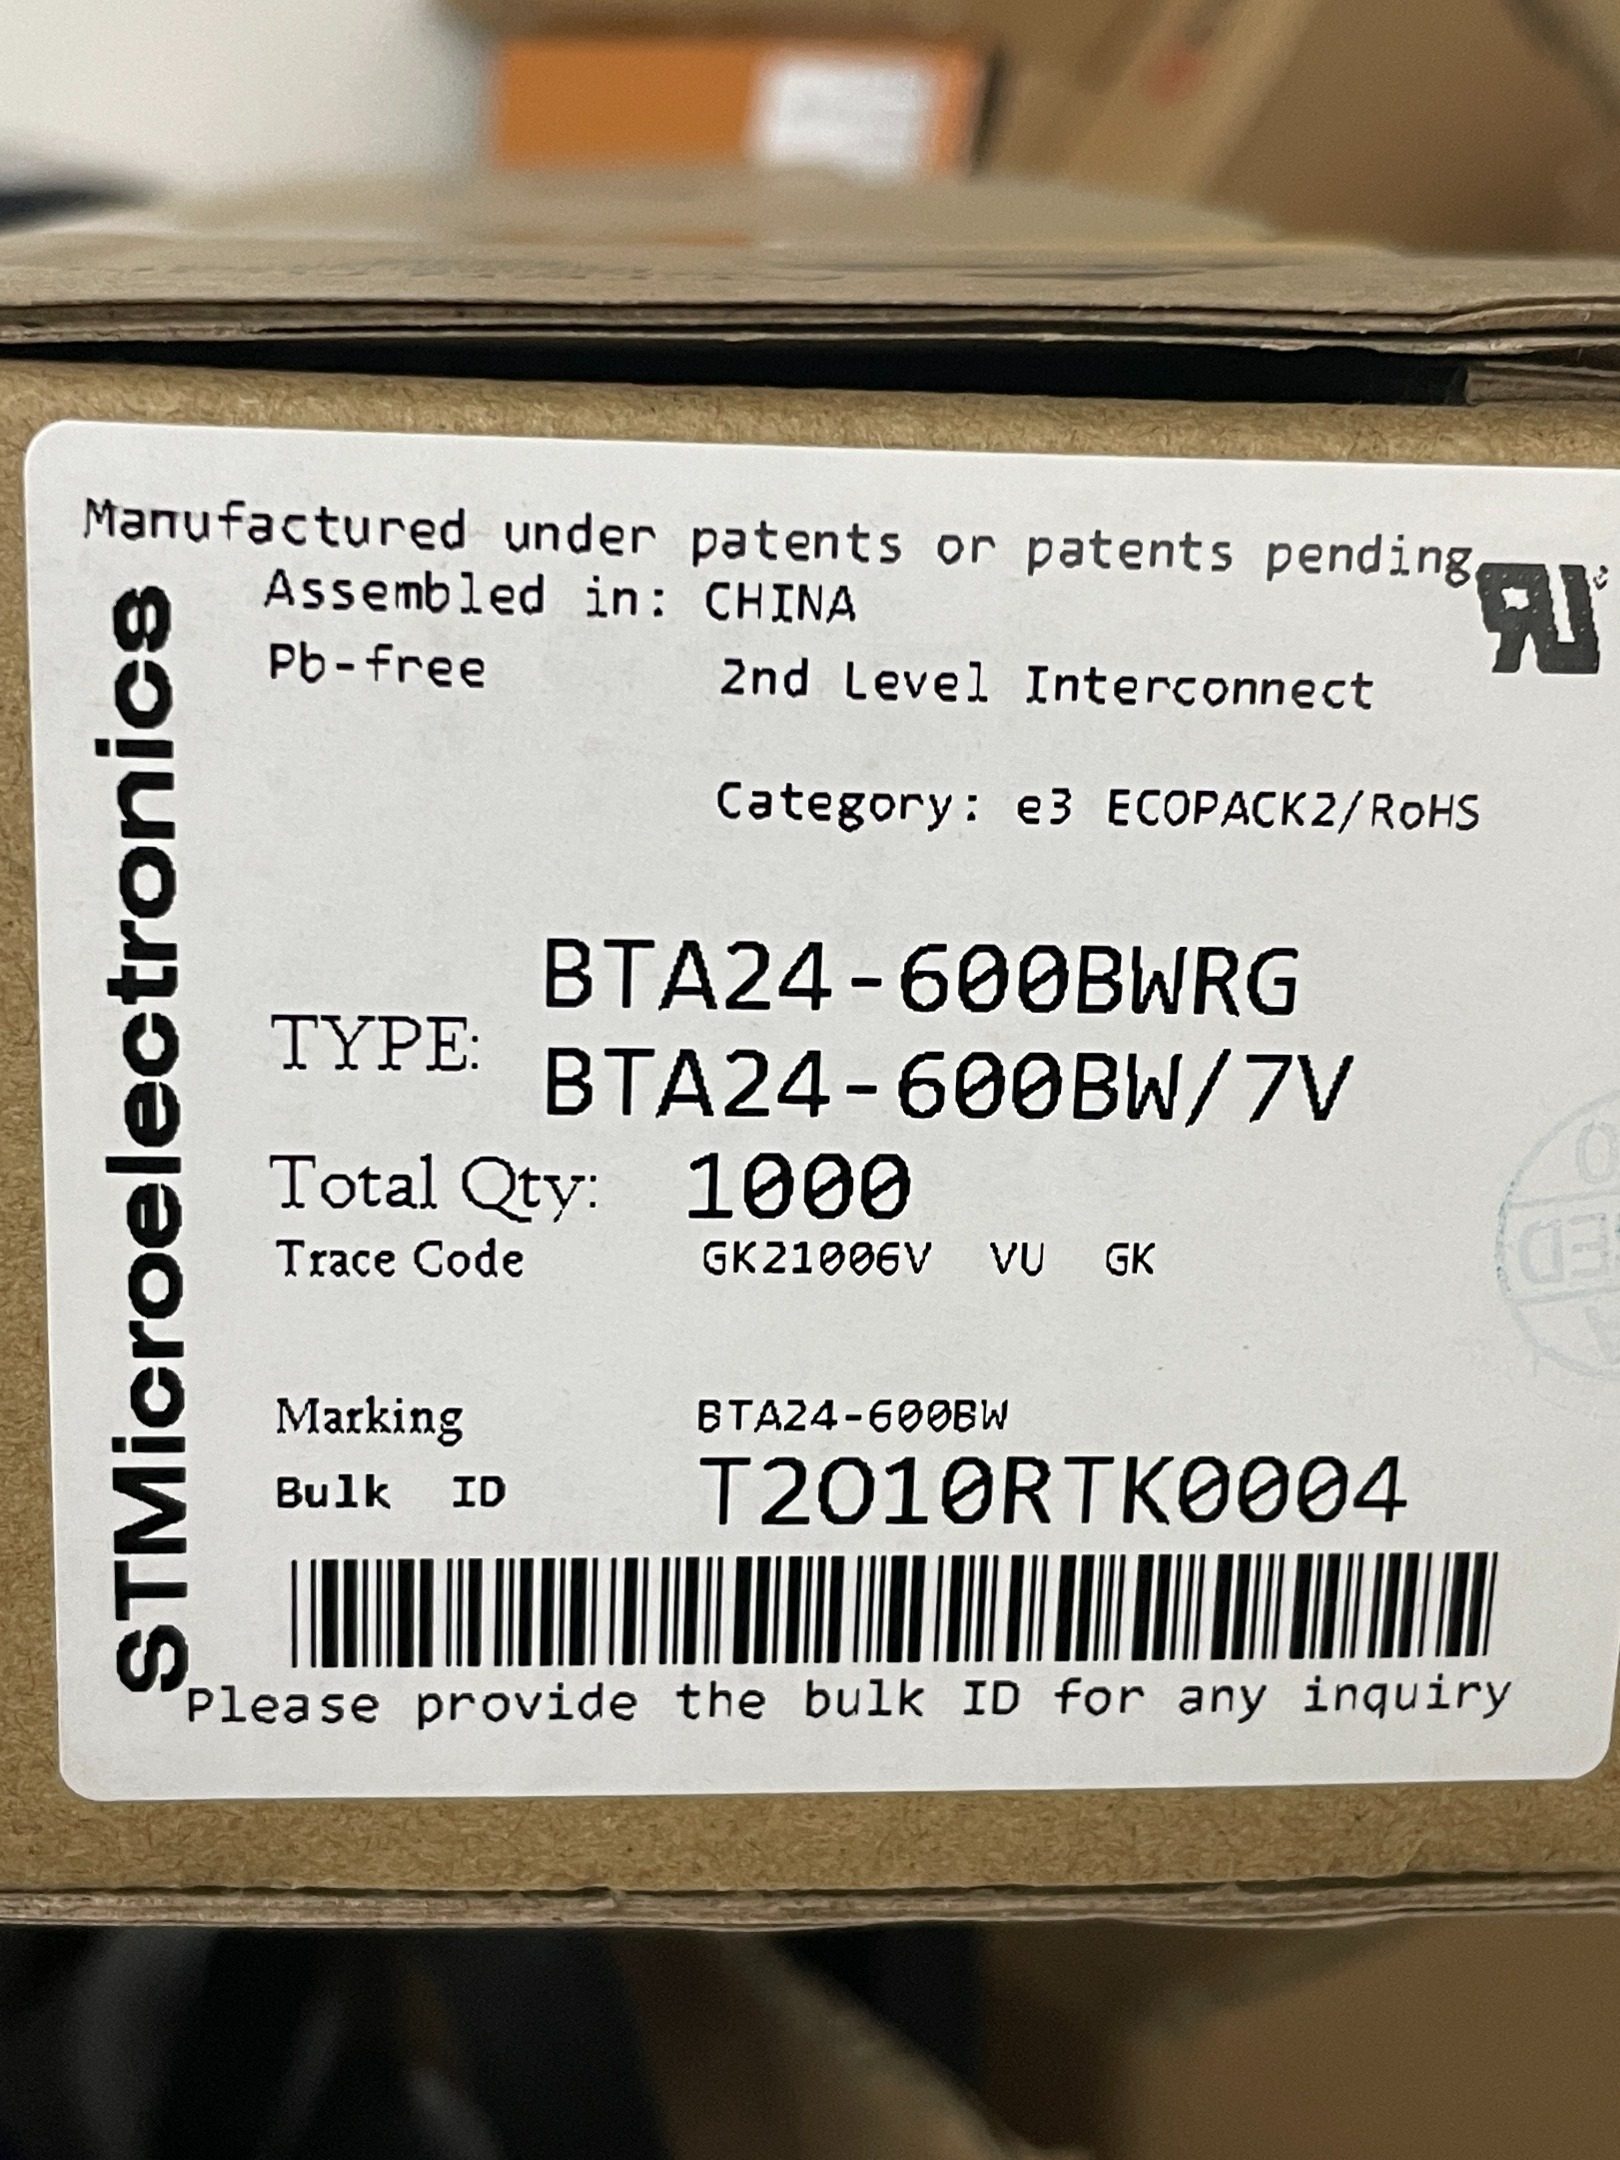 Manufactured under patents or patents pending
Assembled in: CHINA
Pb-free 2nd Level Interconnect
Category: e3 ECOPACK2/RoHS
STMicroelectronics
TYPE: BTA24-600BWRG
BTA24-600BW/7V
Total Qty: 1000
Trace Code GK21006V VU GK
Marking BTA24-600BW
Bulk ID T2O10RTK0004
Please provide the bulk ID for any inquiry